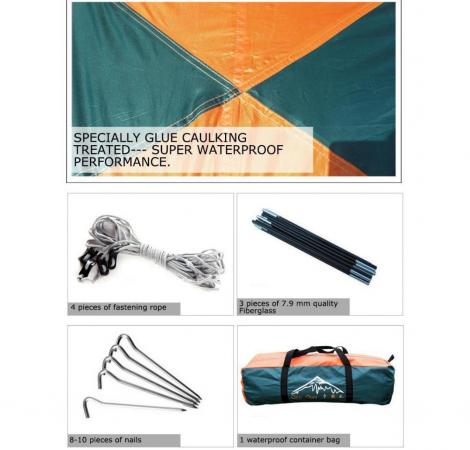 SPECIALLY GLUE CAULKING
TREATED--- SUPER WATERPROOF
PERFORMANCE.
4 pieces of fastening rope
3 pieces of 7.9 mm quality
Fiberglass
8-10 pieces of nails
1 waterproof container bag